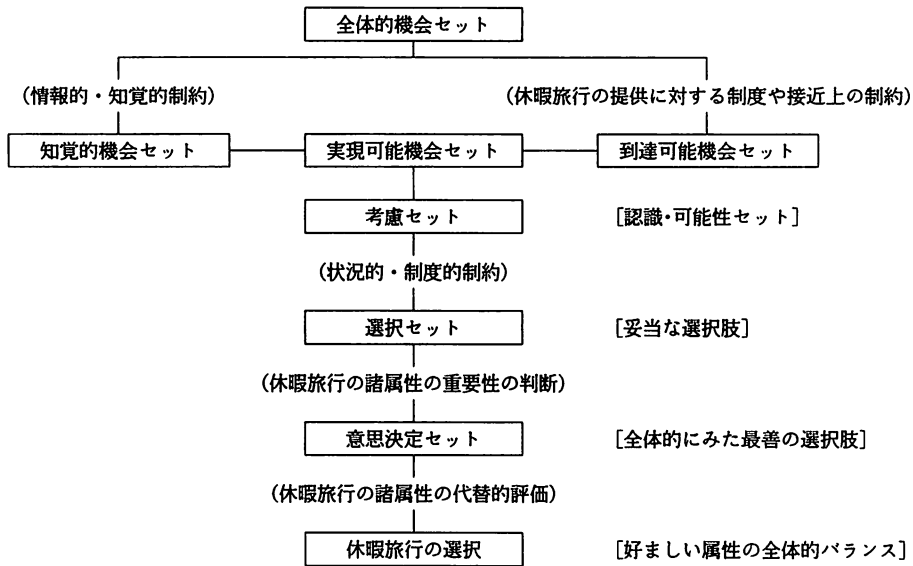 全体的機会セット
(情報的・知覚的制約)
(休暇旅行の提供に対する制度や接近上の制約)
知覚的機会セット
実現可能機会セット
到達可能機会セット
考慮セット
[認識・可能性セット]
(状況的・制度的制約)
選択セット
[妥当な選択肢]
(休暇旅行の諸属性の重要性の判断)
意思決定セット
[全体的にみた最善の選択肢]
(休暇旅行の諸属性の代替的評価)
休暇旅行の選択
[好ましい属性の全体的バランス]